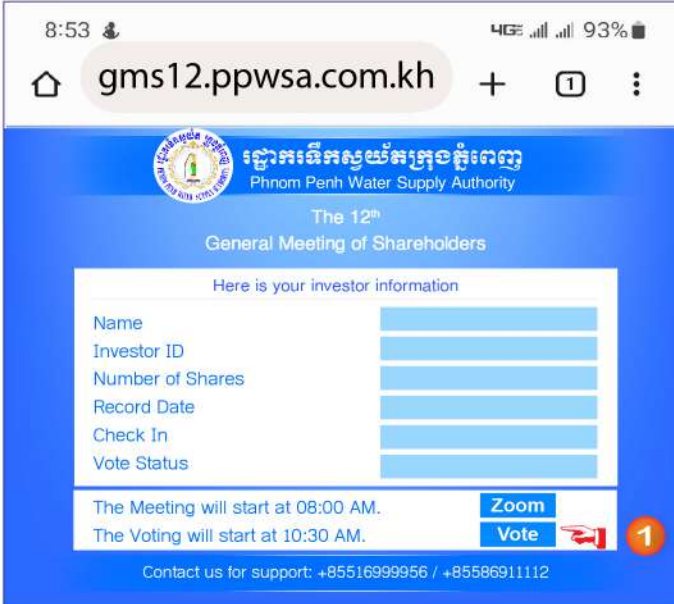 8:53 4GE 93%
gms12.ppwsa.com.kh 1
រដ្ឋាករទឹកស្វយ័តក្រុងភ្នំពេញ
Phnom Penh Water Supply Authority
The 12th
General Meeting of Shareholders
Here is your investor information
Name
Investor ID
Number of Shares
Record Date
Check In
Vote Status
The Meeting will start at 08:00 AM. Zoom
The Voting will start at 10:30 AM. Vote 1
Contact us for support: +85516999956 / +85586911112